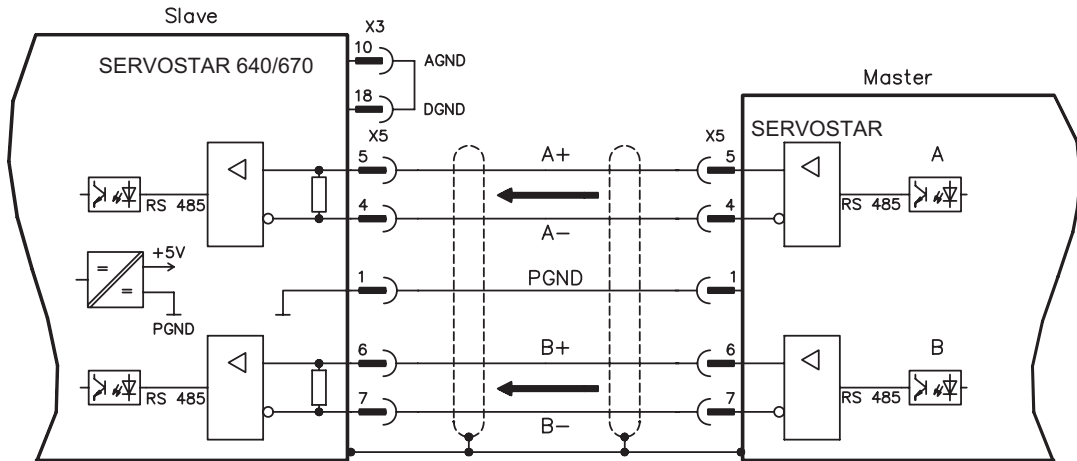 Slave
X3
SERVOSTAR 640/670
10
AGND
18
DGND
Master
X5
X5
SERVOSTAR
5
A+
5
A
RS 485
RS 485
4
A-
4
+5V
=
=
1
PGND
1
PGND
6
B+
6
B
RS 485
RS 485
7
B-
7